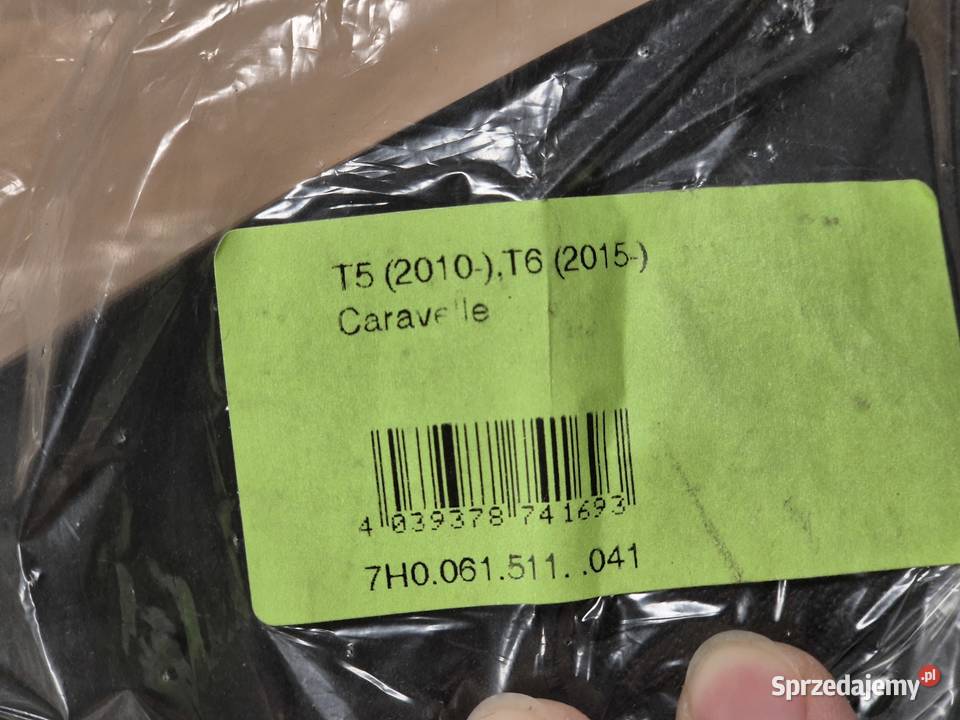 T5 (2010-),T6 (2015-)
Caravelle
4 039378 741693
7H0.061.511. .041
Sprzedajemy.pl